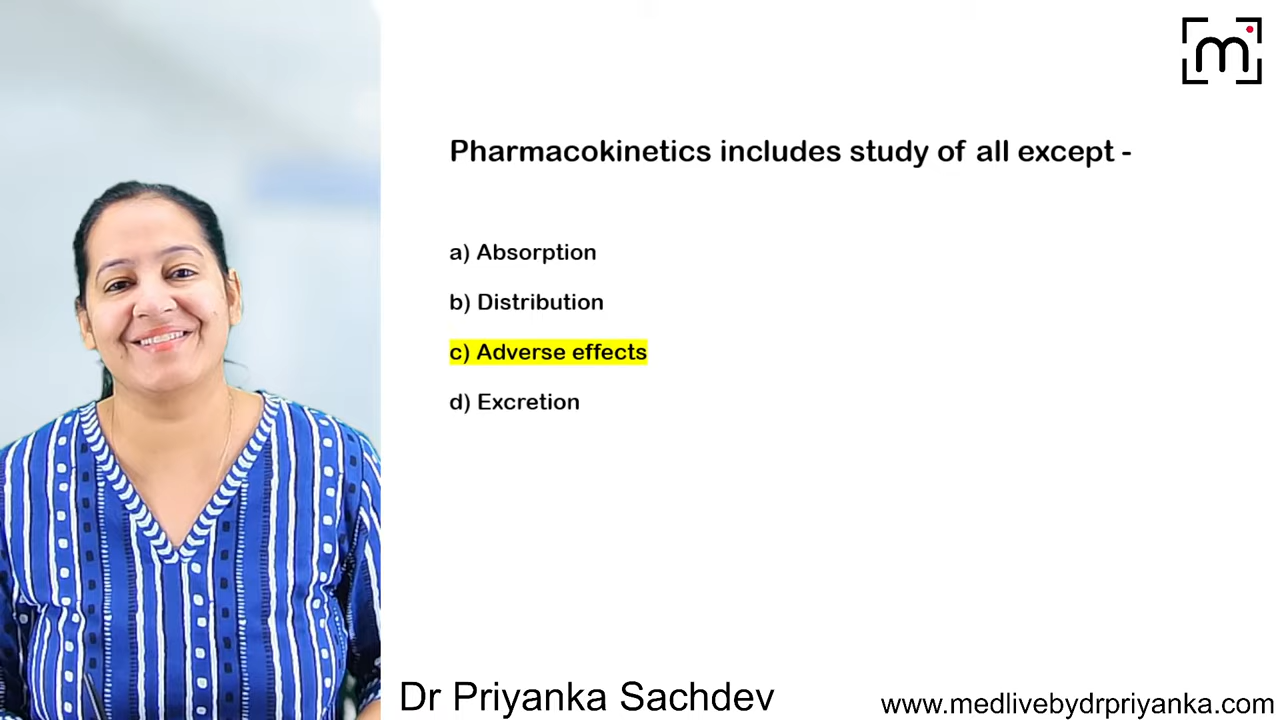 m
Pharmacokinetics includes study of all except -
a) Absorption
b) Distribution
c) Adverse effects
d) Excretion
Dr Priyanka Sachdev
www.medlivebydrpriyanka.com